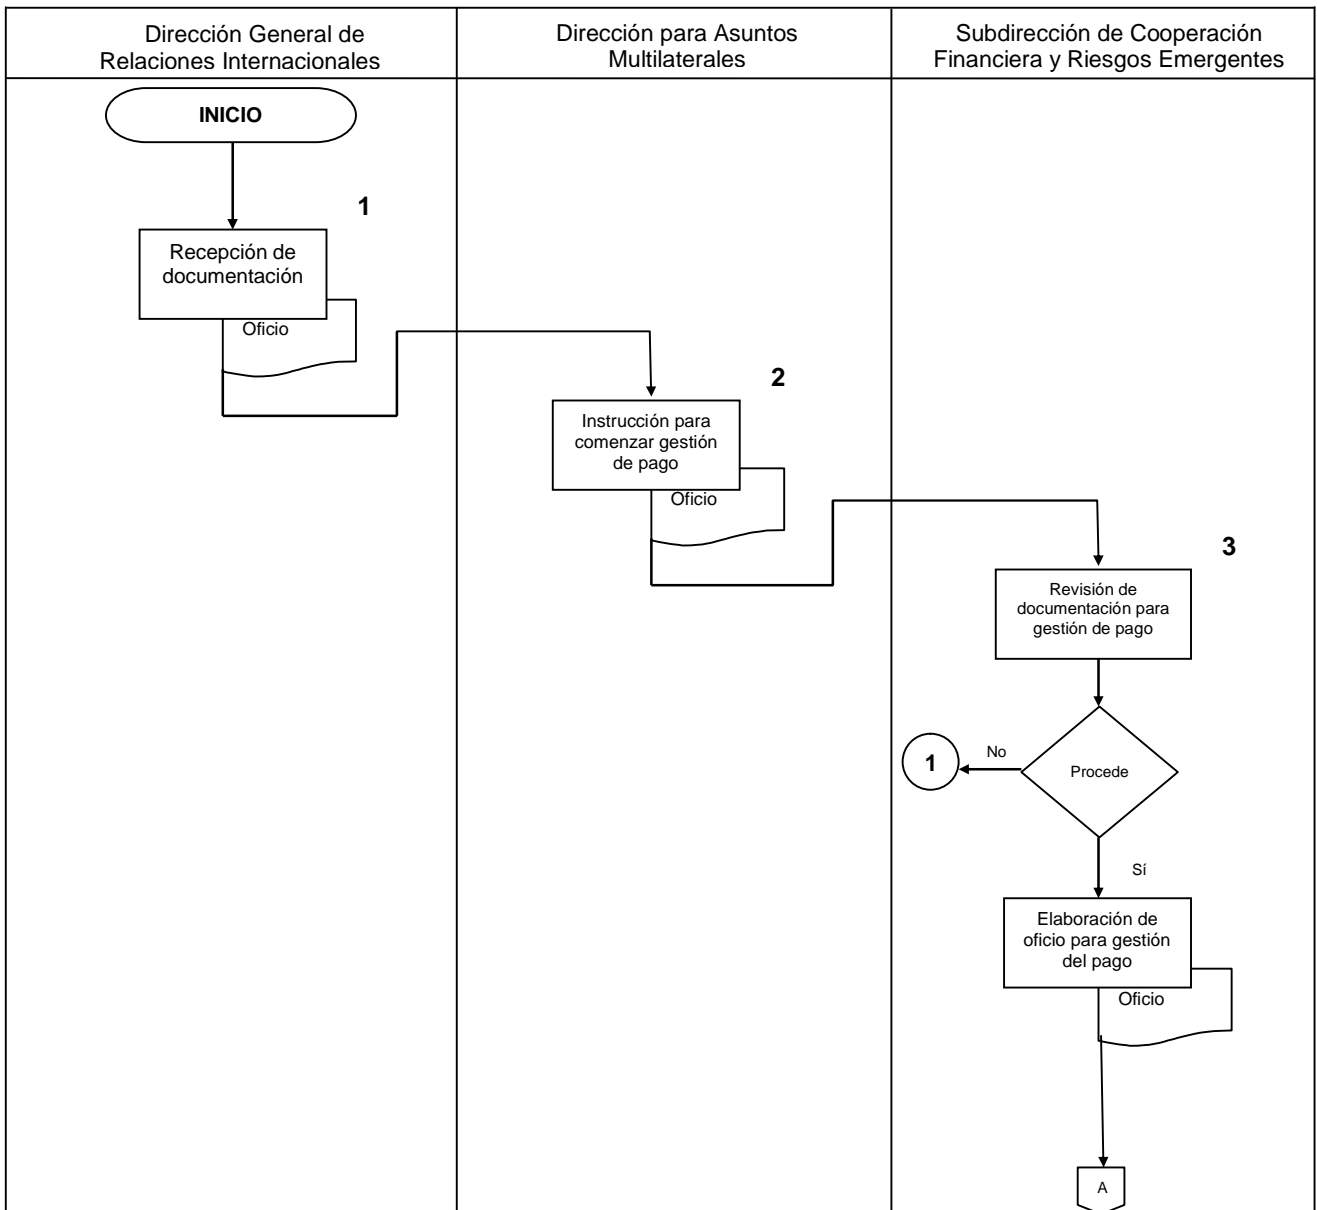 Dirección General de
Relaciones Internacionales
Dirección para Asuntos
Multilaterales
Subdirección de Cooperación
Financiera y Riesgos Emergentes
INICIO
1
Recepción de
documentación
Oficio
2
Instrucción para
comenzar gestión
de pago
Oficio
3
Revisión de
documentación para
gestión de pago
No
1
Procede
Sí
Elaboración de
oficio para gestión
del pago
Oficio
A